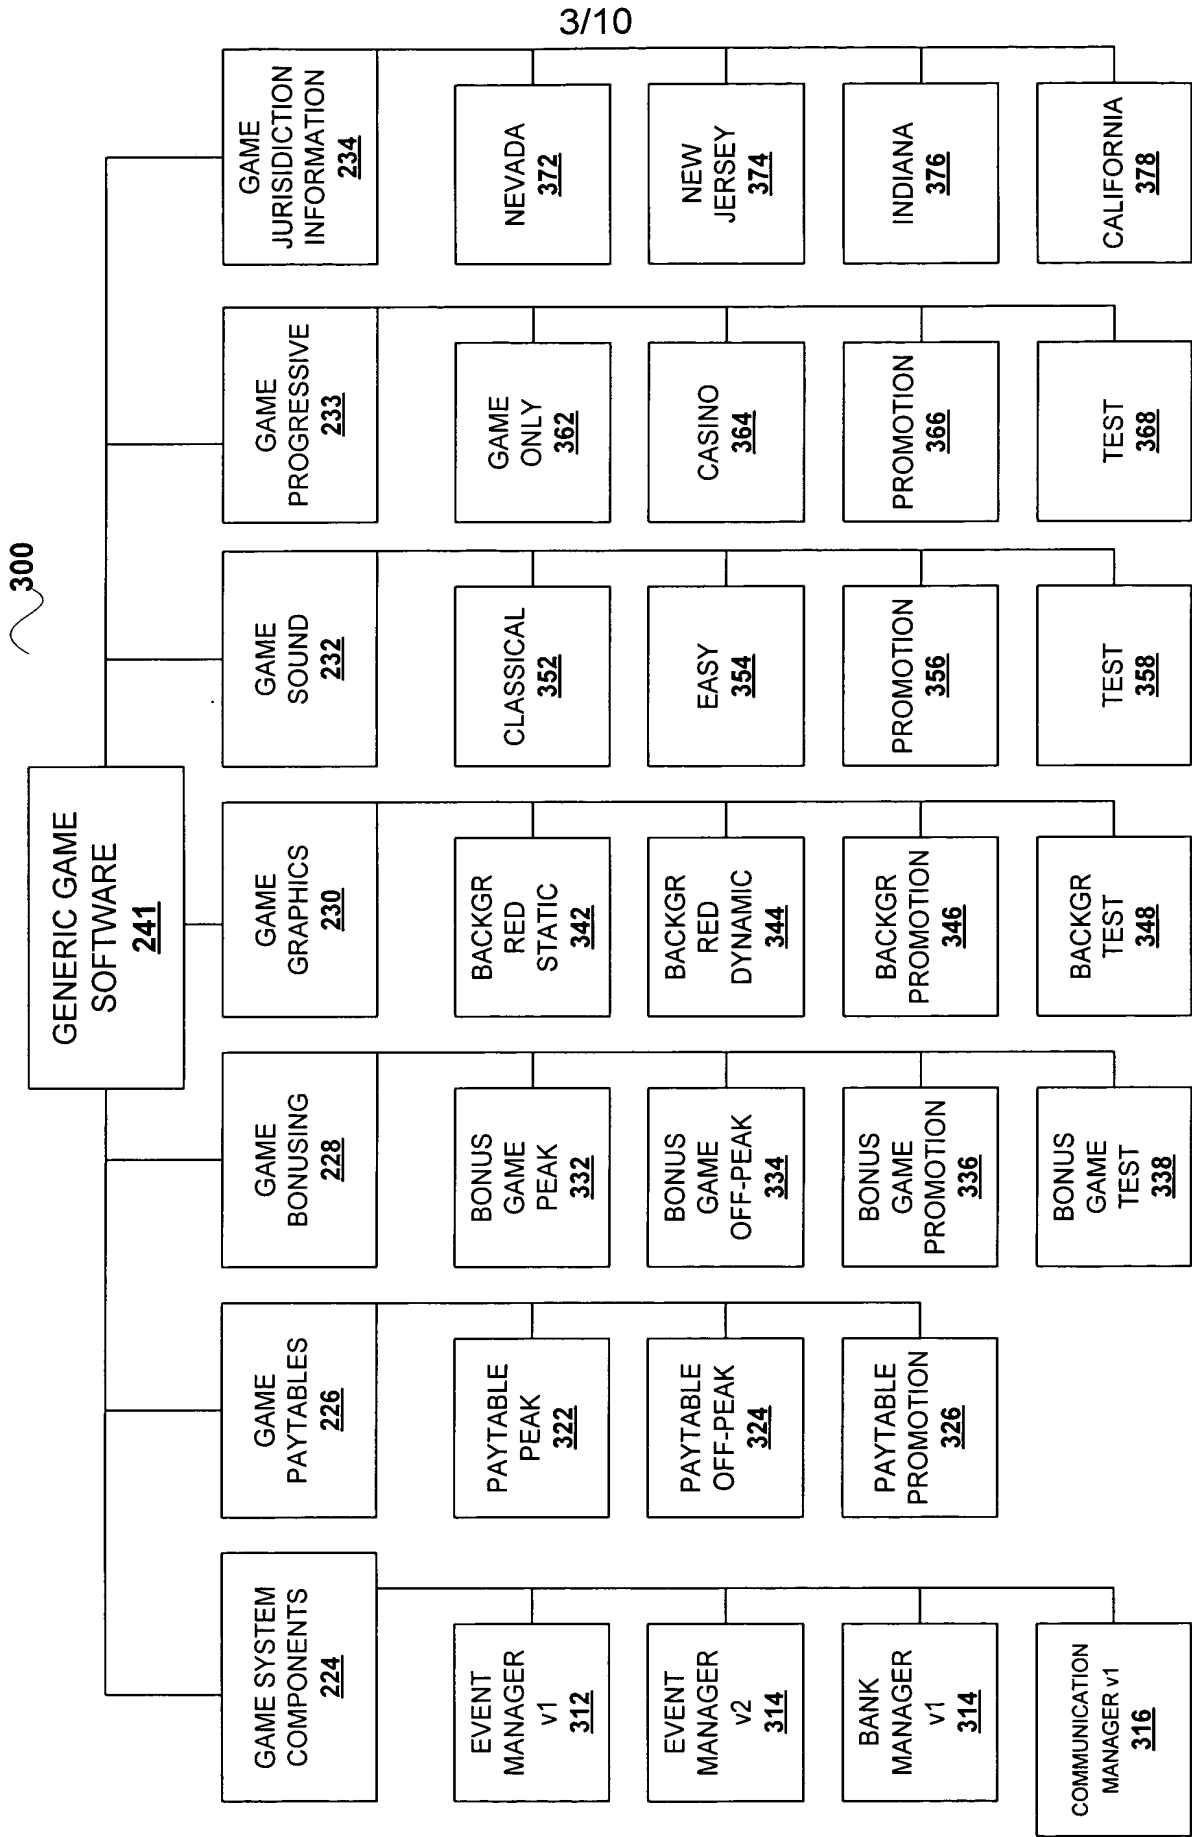 3/10
300
GENERIC GAME
SOFTWARE
241
GAME SYSTEM
COMPONENTS
224
EVENT
MANAGER
v1
312
EVENT
MANAGER
v2
314
BANK
MANAGER
v1
314
COMMUNICATION
MANAGER v1
316
GAME
PAYTABLES
226
PAYTABLE
PEAK
322
PAYTABLE
OFF-PEAK
324
PAYTABLE
PROMOTION
326
GAME
BONUSING
228
BONUS
GAME
PEAK
332
BONUS
GAME
OFF-PEAK
334
BONUS
GAME
PROMOTION
336
BONUS
GAME
TEST
338
GAME
GRAPHICS
230
BACKGR
RED
STATIC
342
BACKGR
RED
DYNAMIC
344
BACKGR
PROMOTION
346
BACKGR
TEST
348
GAME
SOUND
232
CLASSICAL
352
EASY
354
PROMOTION
356
TEST
358
GAME
PROGRESSIVE
233
GAME
ONLY
362
CASINO
364
PROMOTION
366
TEST
368
GAME
JURISIDICTION
INFORMATION
234
NEVADA
372
NEW
JERSEY
374
INDIANA
376
CALIFORNIA
378